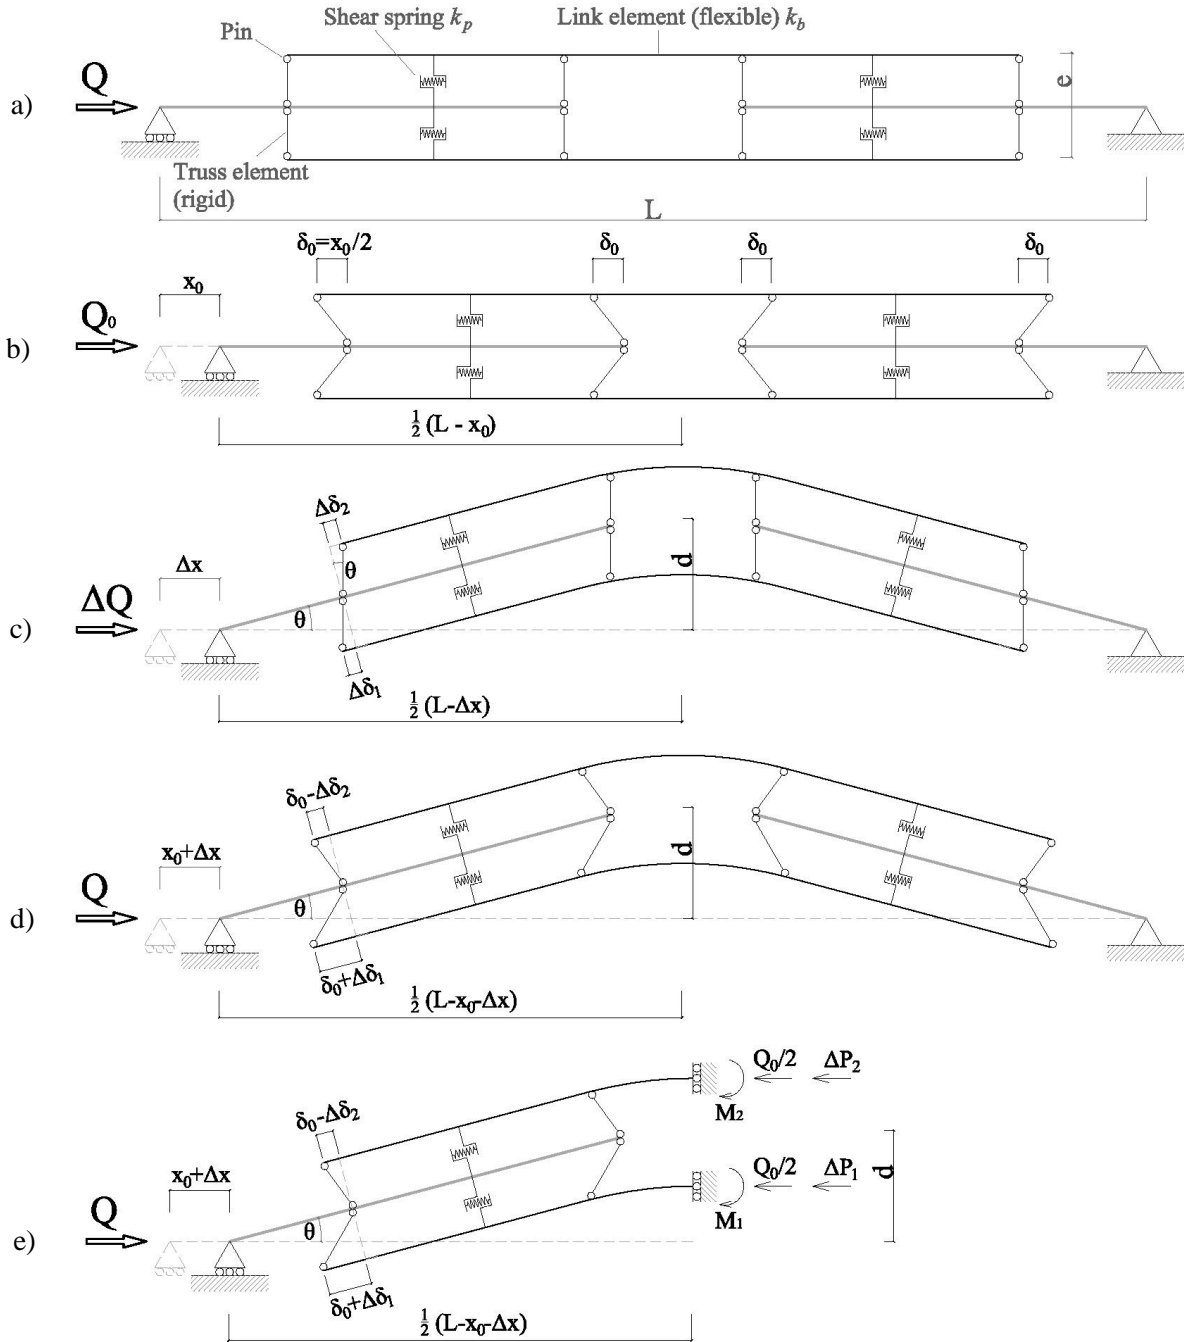 Shear spring kₚ
Link element (flexible) k_b
Pin
Q
a)
e
Truss element
(rigid)
L
δ₀=x₀/2
δ₀
δ₀
δ₀
x₀
Q₀
b)
½ (L - x₀)
Δδ₂
θ
Δx
d
ΔQ
θ
c)
Δδ₁
½ (L-Δx)
δ₀-Δδ₂
x₀+Δx
d
Q
θ
d)
δ₀+Δδ₁
½ (L-x₀-Δx)
Q₀/2
ΔP₂
M₂
δ₀-Δδ₂
x₀+Δx
Q₀/2
ΔP₁
d
M₁
Q
θ
e)
δ₀+Δδ₁
½ (L-x₀-Δx)